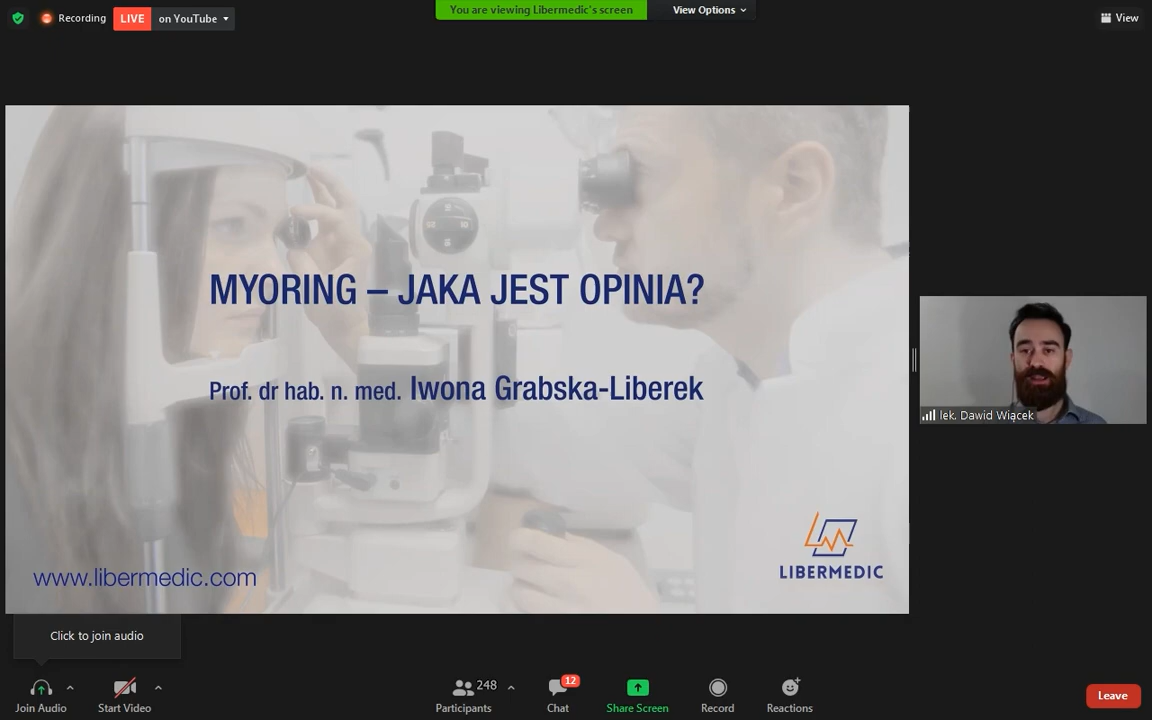 Recording
LIVE on YouTube
You are viewing Libermedic's screen
View Options
View
MYORING – JAKA JEST OPINIA?
Prof. dr hab. n. med. Iwona Grabska-Liberek
lek. Dawid Wiącek
LIBERMEDIC
www.libermedic.com
Click to join audio
Join Audio
Start Video
248
Participants
12
Chat
Share Screen
Record
Reactions
Leave